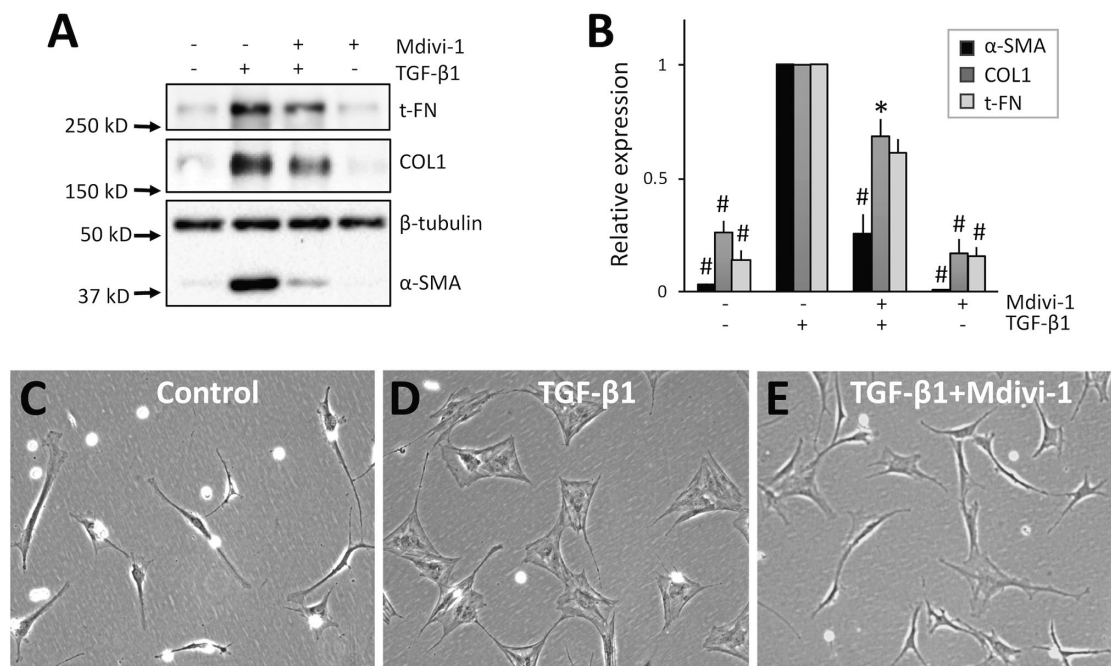 A
- - + + Mdivi-1
- + + - TGF-β1
t-FN
250 kD
COL1
150 kD
β-tubulin
50 kD
α-SMA
37 kD
B
α-SMA
COL1
t-FN
Relative expression
1
0.5
0
# # #
*
#
# # #
- - + + Mdivi-1
- + + - TGF-β1
C Control
D TGF-β1
E TGF-β1+Mdivi-1